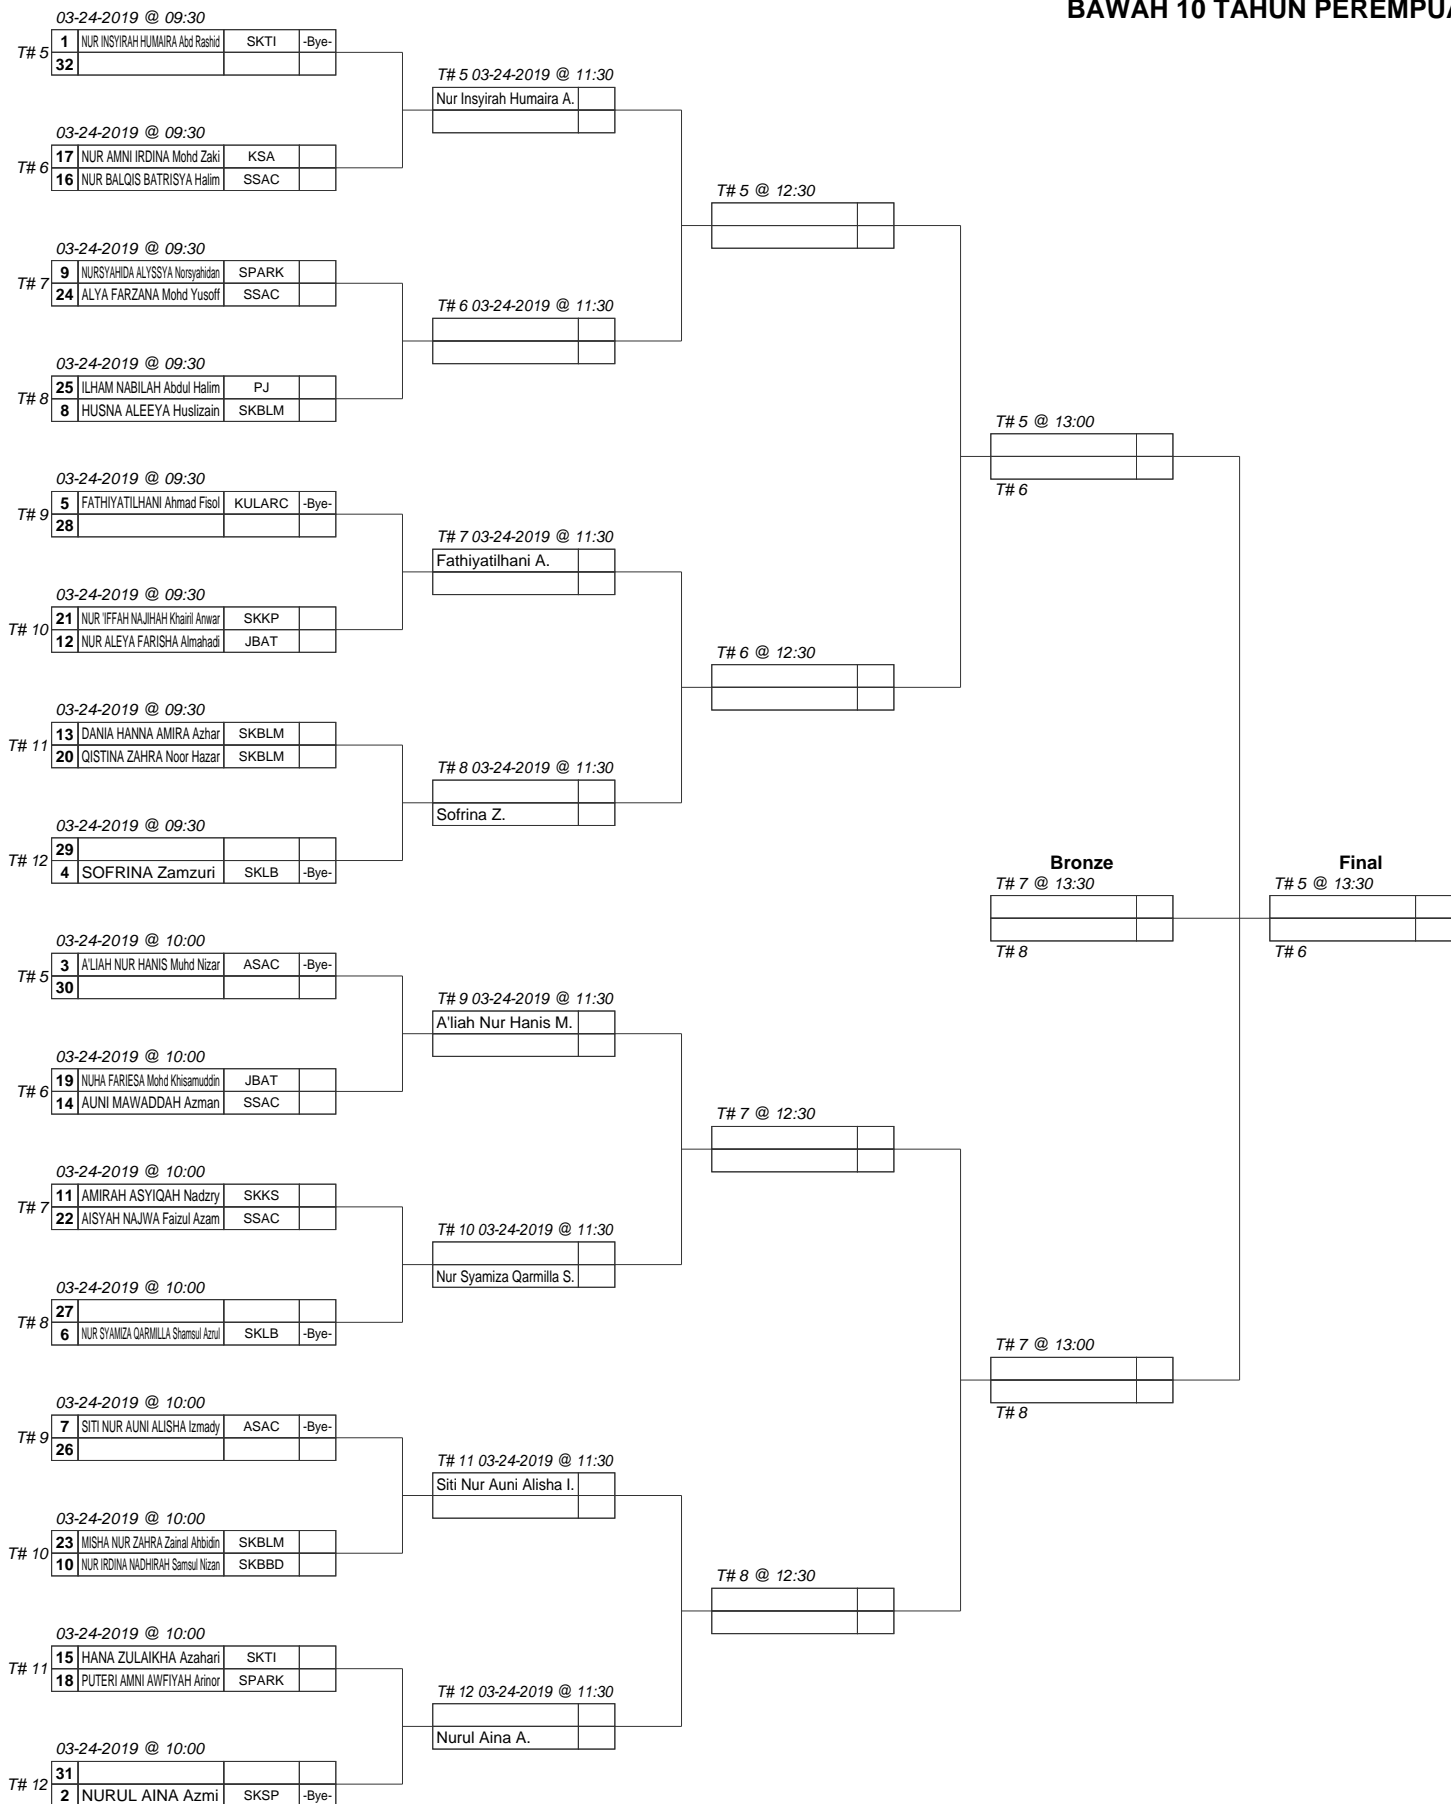 BAWAH 10 TAHUN PEREMPUA
03-24-2019 @ 09:30
T# 5
1 NUR INSYIRAH HUMAIRA Abd Rashid SKTI -Bye-
32
03-24-2019 @ 09:30
T# 6
17 NUR AMNI IRDINA Mohd Zaki KSA
16 NUR BALQIS BATRISYA Halim SSAC
03-24-2019 @ 09:30
T# 7
9 NURSYAHIDA ALYSSYA Norsyahidan SPARK
24 ALYA FARZANA Mohd Yusoff SSAC
03-24-2019 @ 09:30
T# 8
25 ILHAM NABILAH Abdul Halim PJ
8 HUSNA ALEEYA Huslizain SKBLM
03-24-2019 @ 09:30
T# 9
5 FATHIYATILHANI Ahmad Fisol KULARC -Bye-
28
03-24-2019 @ 09:30
T# 10
21 NUR 'IFFAH NAJIHAH Khairil Anwar SKKP
12 NUR ALEYA FARISHA Almahadi JBAT
03-24-2019 @ 09:30
T# 11
13 DANIA HANNA AMIRA Azhar SKBLM
20 QISTINA ZAHRA Noor Hazar SKBLM
03-24-2019 @ 09:30
T# 12
29
4 SOFRINA Zamzuri SKLB -Bye-
03-24-2019 @ 10:00
T# 5
3 A'LIAH NUR HANIS Muhd Nizar ASAC -Bye-
30
03-24-2019 @ 10:00
T# 6
19 NUHA FARIESA Mohd Khisamuddin JBAT
14 AUNI MAWADDAH Azman SSAC
03-24-2019 @ 10:00
T# 7
11 AMIRAH ASYIQAH Nadzry SKKS
22 AISYAH NAJWA Faizul Azam SSAC
03-24-2019 @ 10:00
T# 8
27
6 NUR SYAMIZA QARMILLA Shamsul Azrul SKLB -Bye-
03-24-2019 @ 10:00
T# 9
7 SITI NUR AUNI ALISHA Izmady ASAC -Bye-
26
03-24-2019 @ 10:00
T# 10
23 MISHA NUR ZAHRA Zainal Ahbidin SKBLM
10 NUR IRDINA NADHIRAH Samsul Nizan SKBBD
03-24-2019 @ 10:00
T# 11
15 HANA ZULAIKHA Azahari SKTI
18 PUTERI AMNI AWFIYAH Arinor SPARK
03-24-2019 @ 10:00
T# 12
31
2 NURUL AINA Azmi SKSP -Bye-
T# 5 03-24-2019 @ 11:30
Nur Insyirah Humaira A.
T# 6 03-24-2019 @ 11:30
T# 7 03-24-2019 @ 11:30
Fathiyatilhani A.
T# 8 03-24-2019 @ 11:30
Sofrina Z.
T# 9 03-24-2019 @ 11:30
A'liah Nur Hanis M.
T# 10 03-24-2019 @ 11:30
Nur Syamiza Qarmilla S.
T# 11 03-24-2019 @ 11:30
Siti Nur Auni Alisha I.
T# 12 03-24-2019 @ 11:30
Nurul Aina A.
T# 5 @ 12:30
T# 6 @ 12:30
T# 7 @ 12:30
T# 8 @ 12:30
T# 5 @ 13:00
T# 6
Bronze
T# 7 @ 13:30
T# 8
T# 7 @ 13:00
T# 8
Final
T# 5 @ 13:30
T# 6